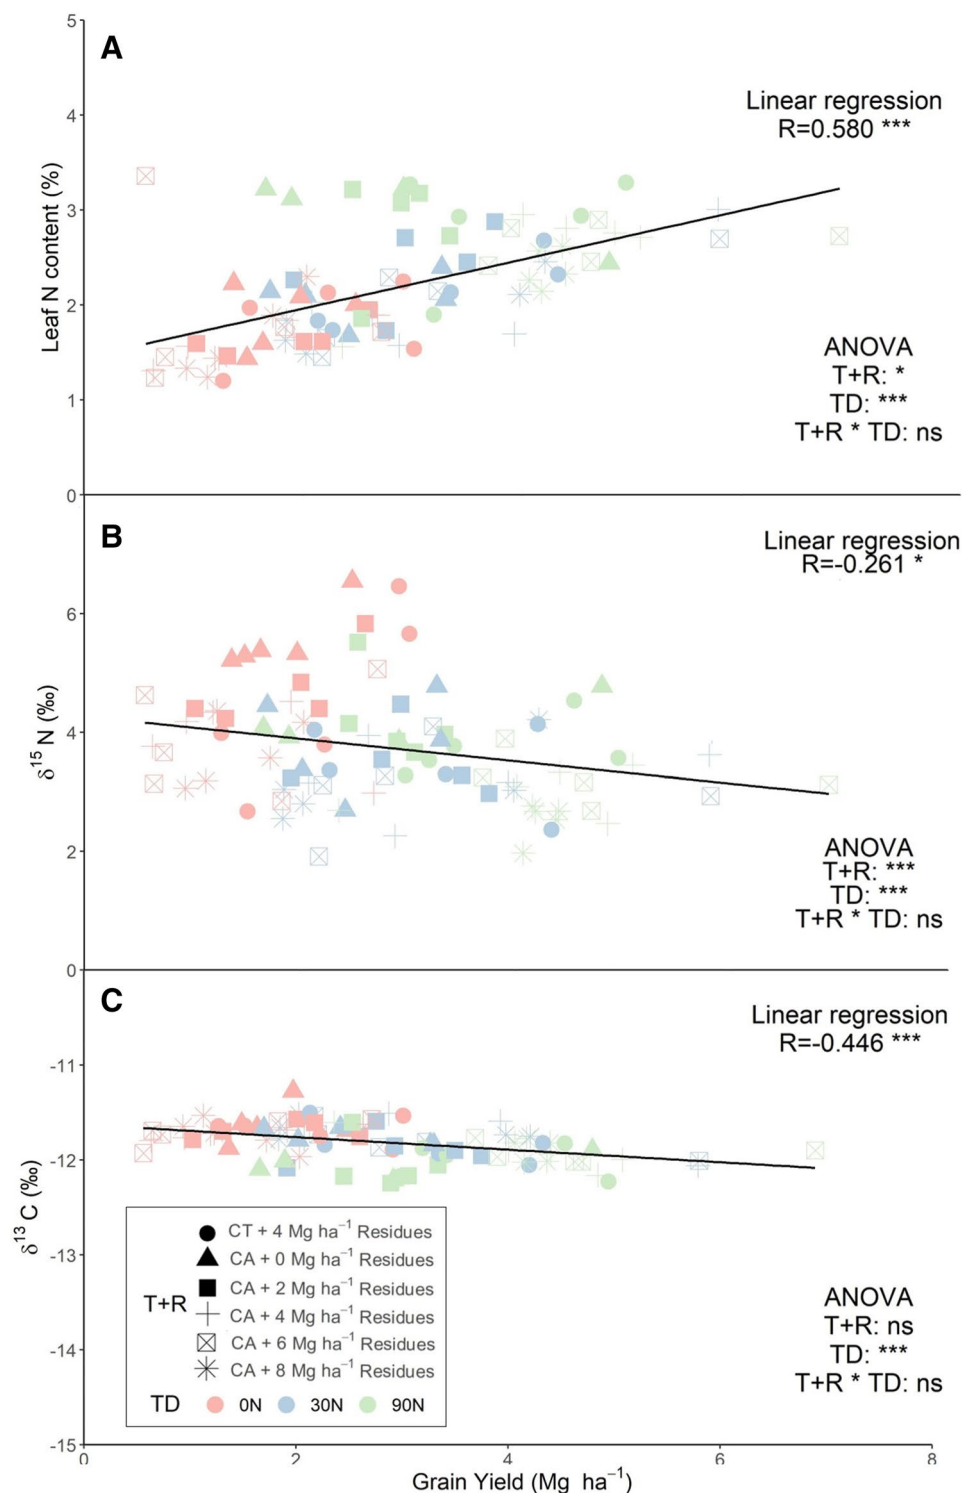 A
Linear regression
R=0.580 ***
Leaf N content (%)
5
4
3
2
1
0
ANOVA
T+R: *
TD: ***
T+R * TD: ns
B
Linear regression
R=-0.261 *
δ15 N (‰)
6
4
2
0
ANOVA
T+R: ***
TD: ***
T+R * TD: ns
C
Linear regression
R=-0.446 ***
δ13 C (‰)
-11
-12
-13
-14
-15
T+R
CT + 4 Mg ha−1 Residues
CA + 0 Mg ha−1 Residues
CA + 2 Mg ha−1 Residues
CA + 4 Mg ha−1 Residues
CA + 6 Mg ha−1 Residues
CA + 8 Mg ha−1 Residues
TD 0N 30N 90N
ANOVA
T+R: ns
TD: ***
T+R * TD: ns
0 2 4 6 8
Grain Yield (Mg ha−1)